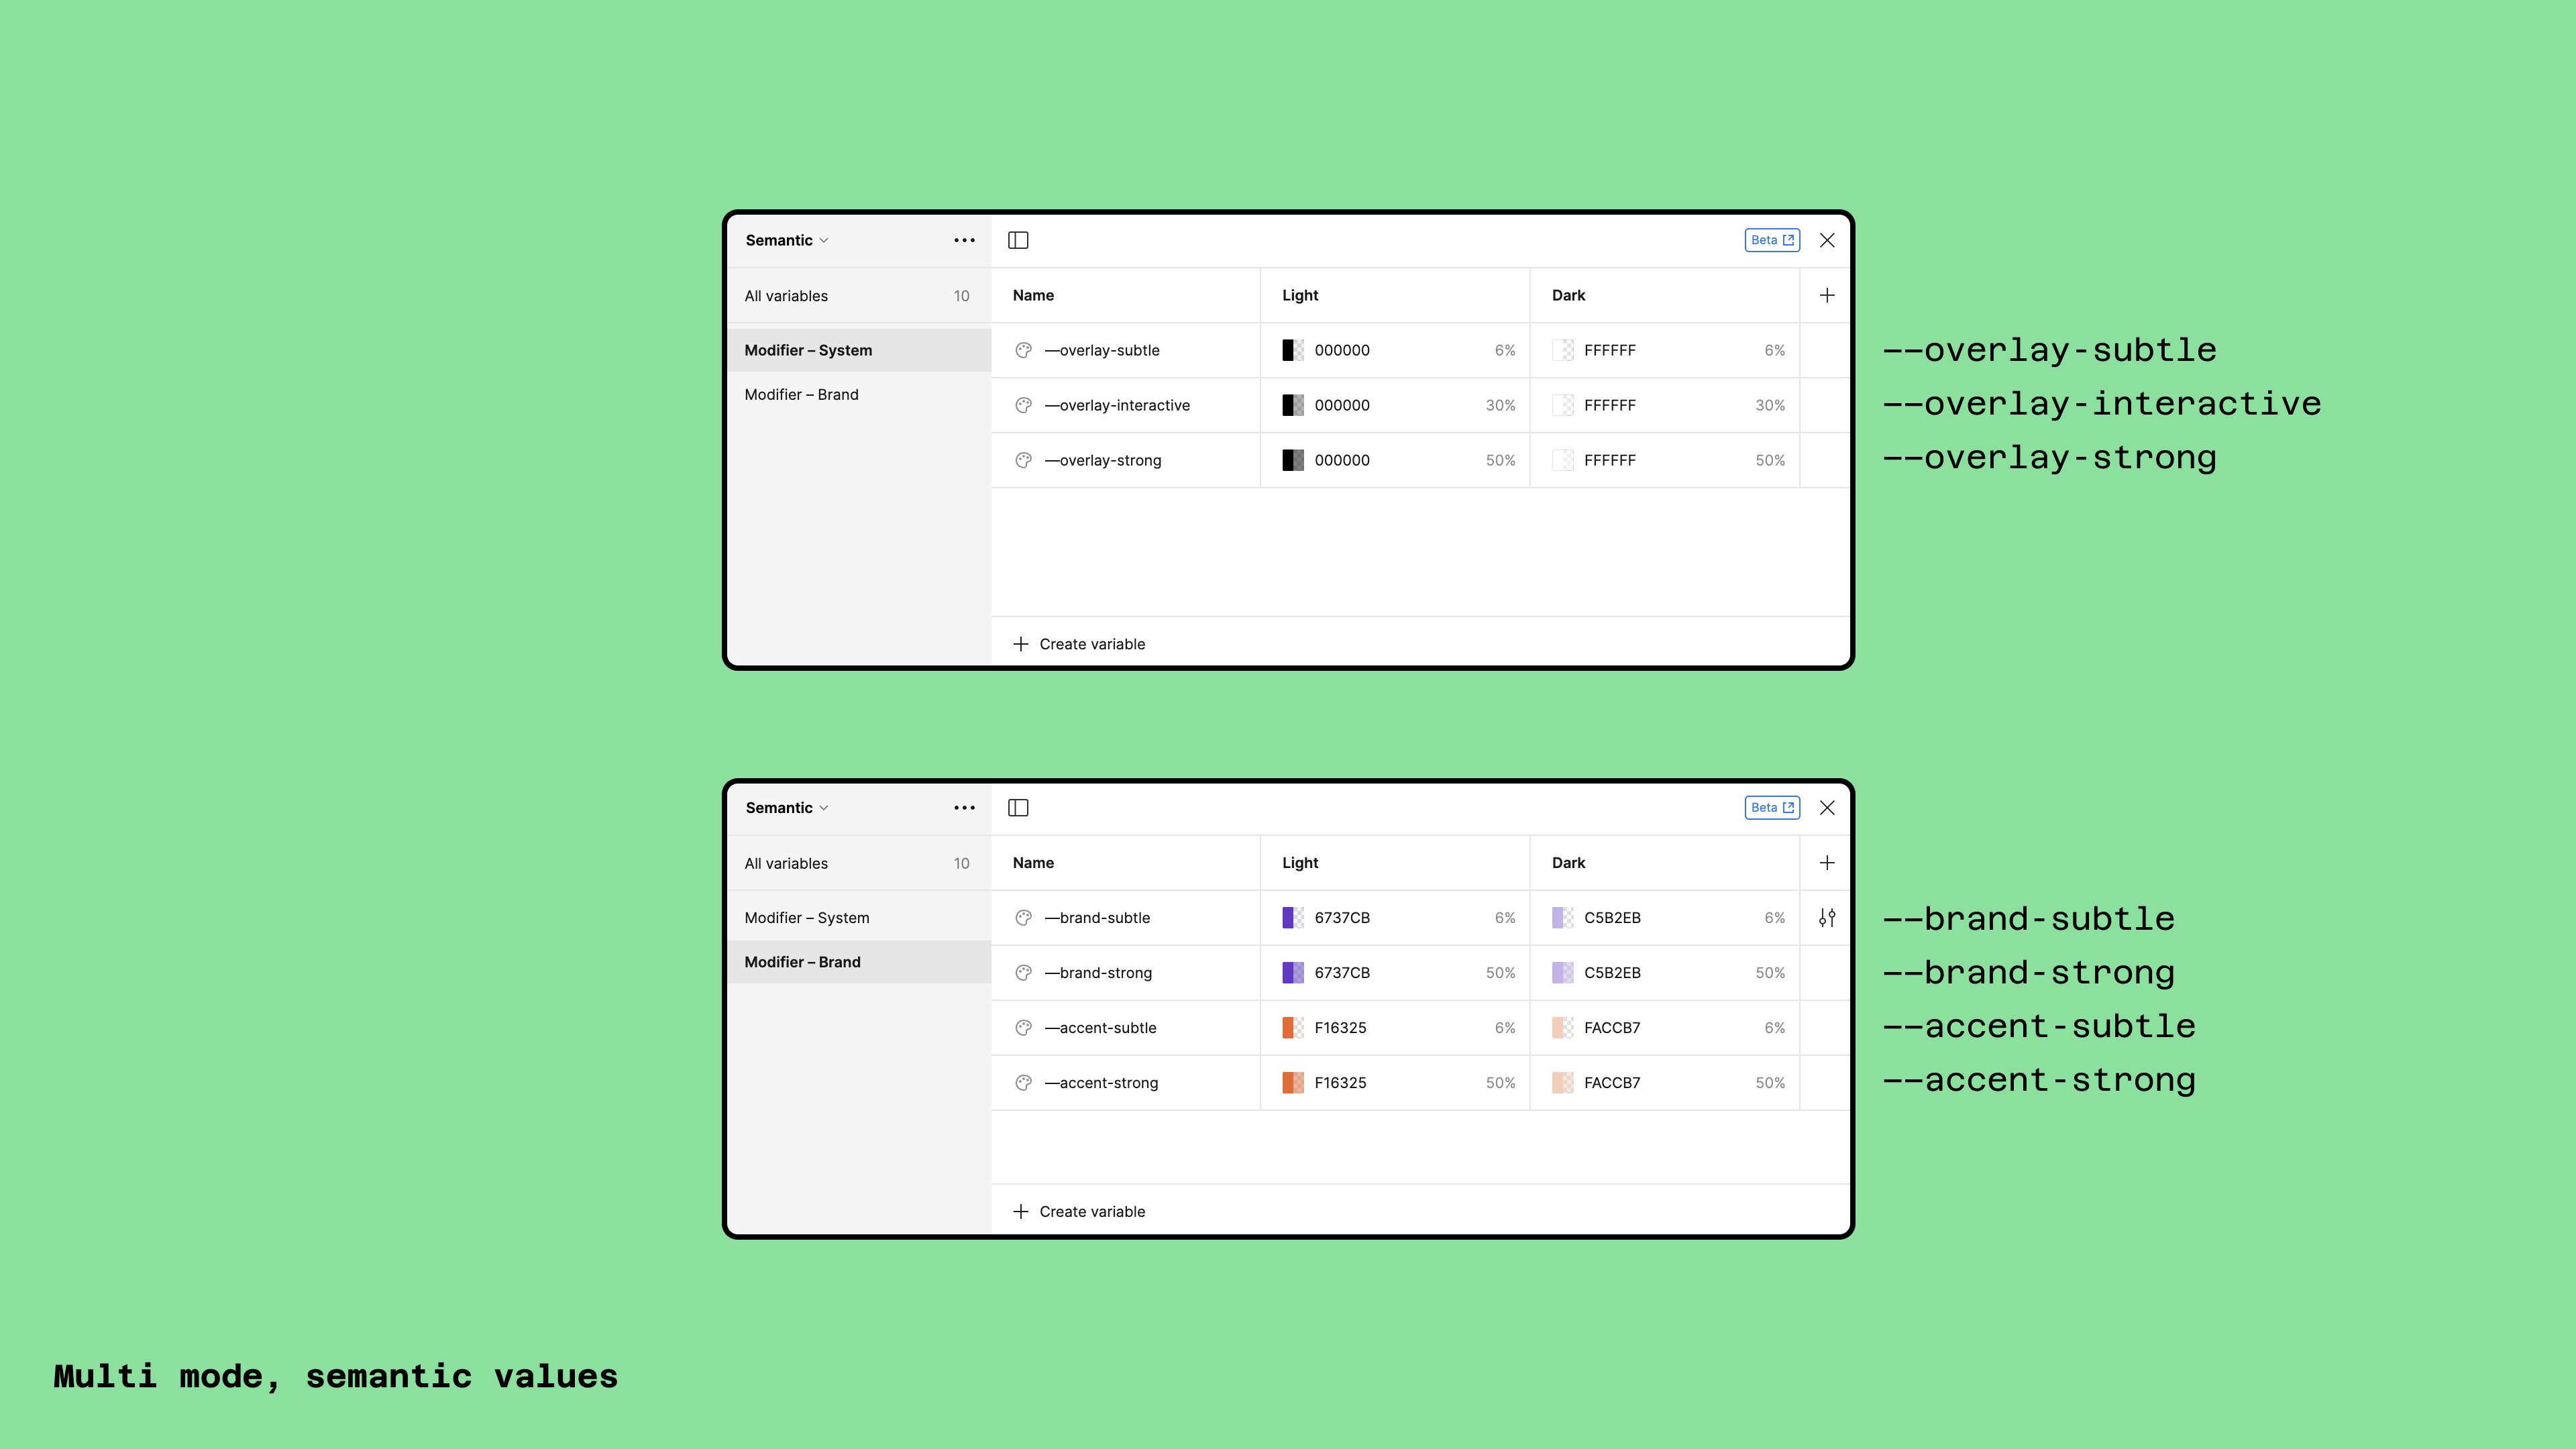 Semantic
Beta
All variables 10
Name Light Dark
Modifier – System
Modifier – Brand
—overlay-subtle 000000 6% FFFFFF 6%
—overlay-interactive 000000 30% FFFFFF 30%
—overlay-strong 000000 50% FFFFFF 50%
Create variable
--overlay-subtle
--overlay-interactive
--overlay-strong
Semantic
Beta
All variables 10
Name Light Dark
Modifier – System
Modifier – Brand
—brand-subtle 6737CB 6% C5B2EB 6%
—brand-strong 6737CB 50% C5B2EB 50%
—accent-subtle F16325 6% FACCB7 6%
—accent-strong F16325 50% FACCB7 50%
Create variable
--brand-subtle
--brand-strong
--accent-subtle
--accent-strong
Multi mode, semantic values